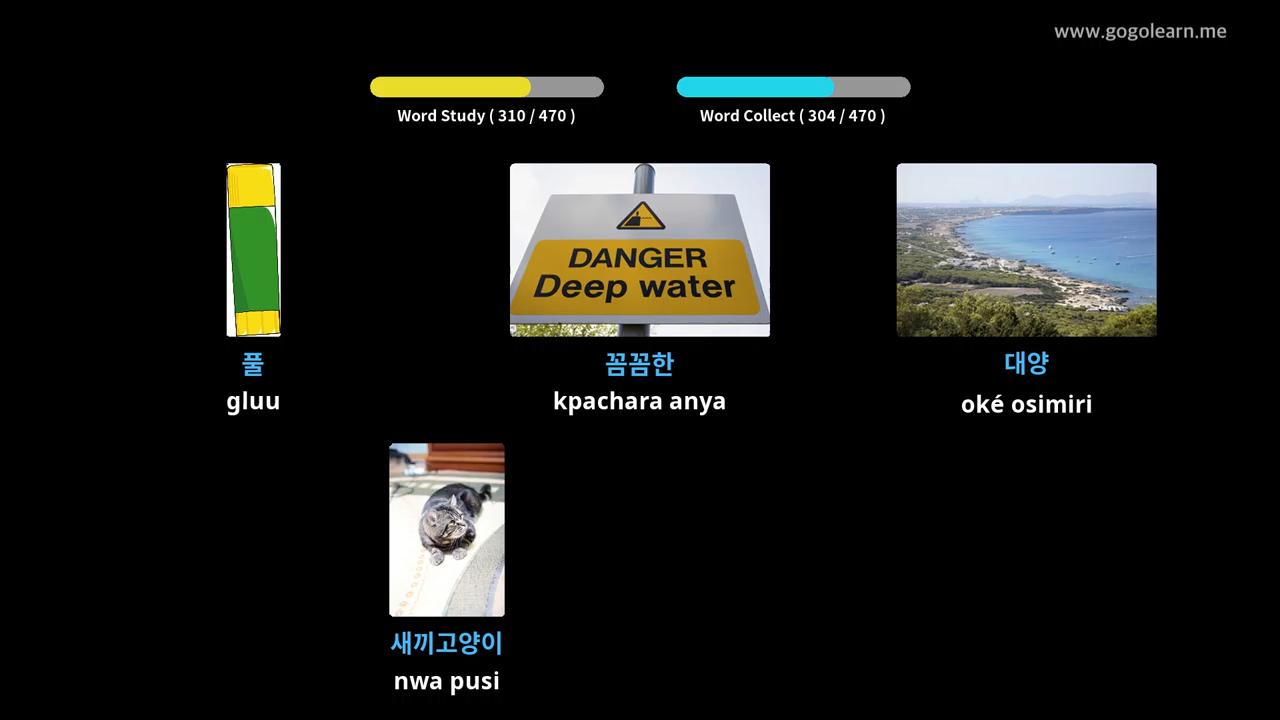 www.gogolearn.me
Word Study ( 310 / 470 )
Word Collect ( 304 / 470 )
DANGER
Deep water
풀
꼼꼼한
대양
gluu
kpachara anya
oké osimiri
새끼고양이
nwa pusi